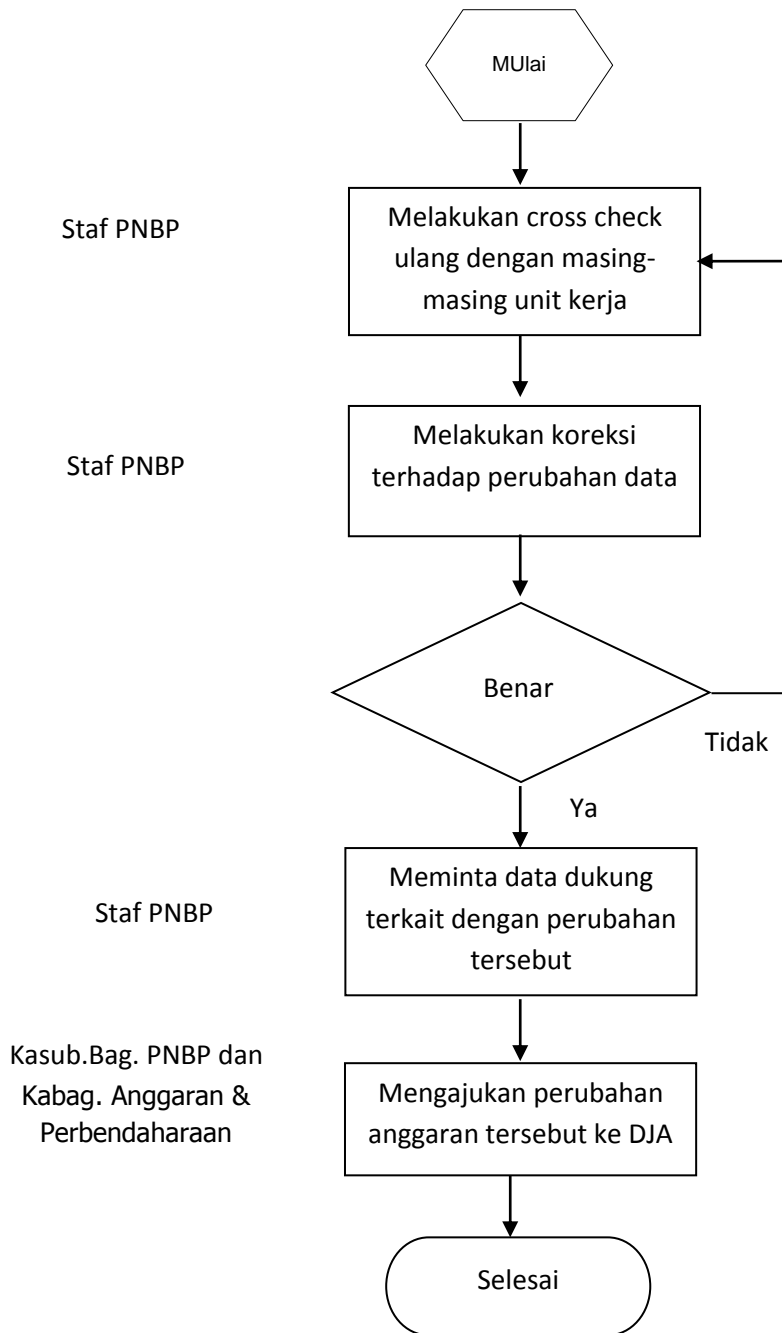 MUlai
Staf PNBP
Melakukan cross check
ulang dengan masing-
masing unit kerja
Staf PNBP
Melakukan koreksi
terhadap perubahan data
Benar
Tidak
Ya
Staf PNBP
Meminta data dukung
terkait dengan perubahan
tersebut
Kasub.Bag. PNBP dan
Kabag. Anggaran &
Perbendaharaan
Mengajukan perubahan
anggaran tersebut ke DJA
Selesai